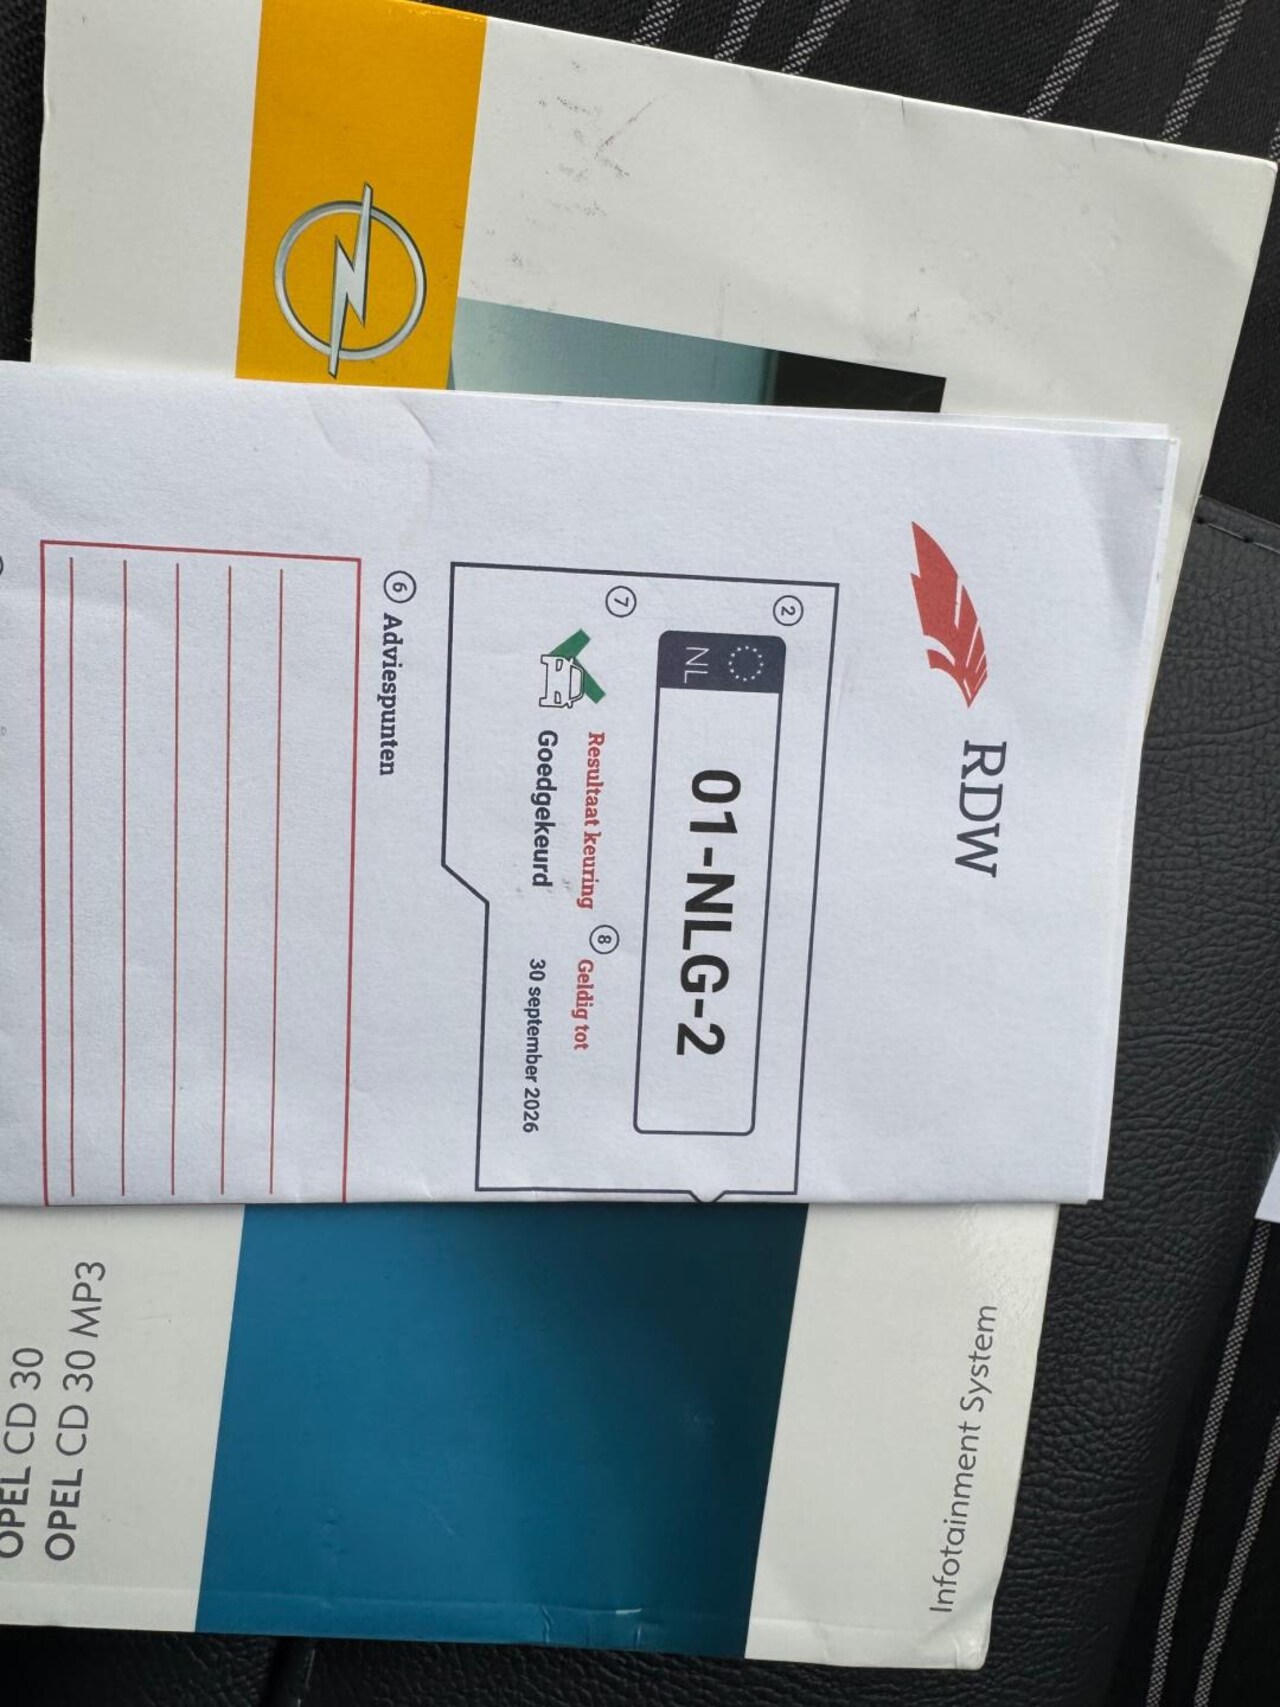 RDW
2
NL
01-NLG-2
7
Resultaat keuring
Goedgekeurd
8
Geldig tot
30 september 2026
6 Adviespunten
Infotainment System
OPEL CD 30
OPEL CD 30 MP3